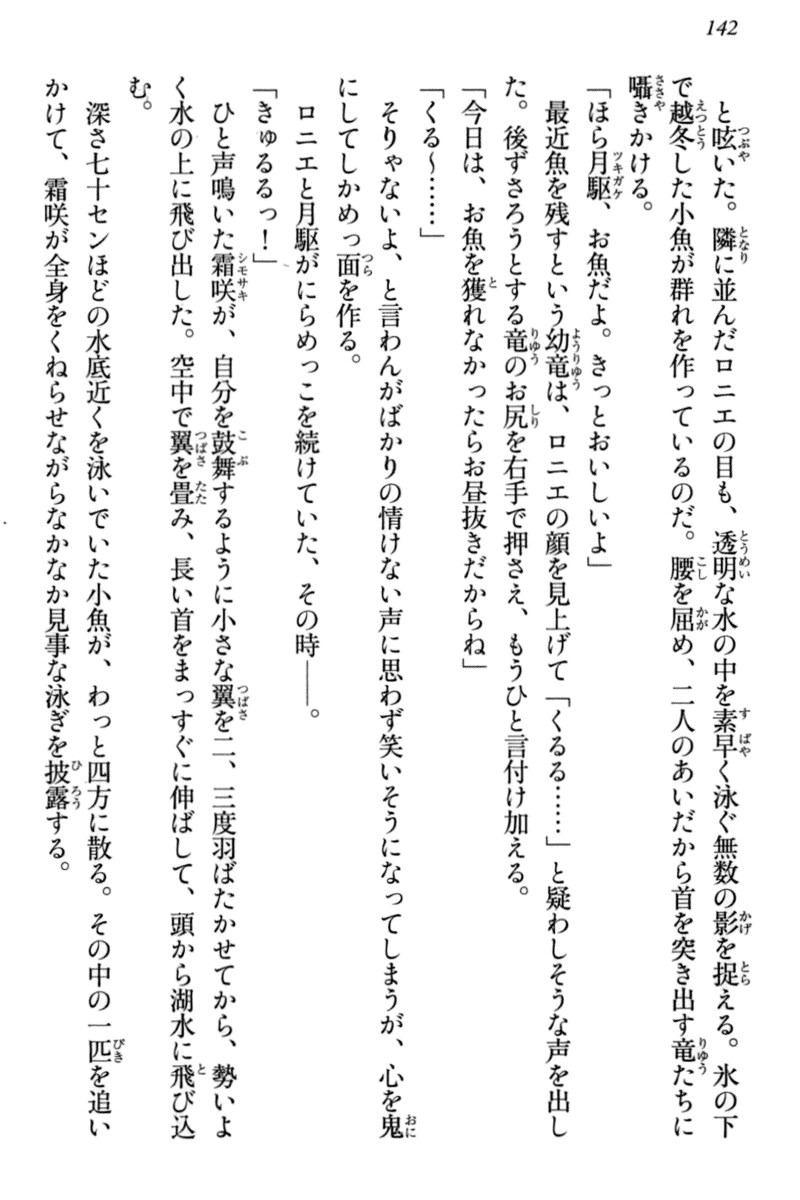 142
と呟いた。隣に並んだロニエの目も、透明な水の中を素早く泳ぐ無数の影を捉える。氷の下
で越冬した小魚が群れを作っているのだ。腰を屈め、二人のあいだから首を突き出す竜たちに
囁きかける。
「ほら月駆、お魚だよ。きっとおいしいよ」
最近魚を残すという幼竜は、ロニエの顔を見上げて「くるる……」と疑わしそうな声を出し
た。後ずさろうとする竜のお尻を右手で押さえ、もうひと言付け加える。
「今日は、お魚を獲れなかったらお昼抜きだからね」
「くる〜……」
そりゃないよ、と言わんがばかりの情けない声に思わず笑いそうになってしまうが、心を鬼
にしてしかめっ面を作る。
ロニエと月駆がにらめっこを続けていた、その時――。
「きゅるるっ！」
ひと声鳴いた霜咲が、自分を鼓舞するように小さな翼を二、三度羽ばたかせてから、勢いよ
く水の上に飛び出した。空中で翼を畳み、長い首をまっすぐに伸ばして、頭から湖水に飛び込
む。
深さ七十センほどの水底近くを泳いでいた小魚が、わっと四方に散る。その中の一匹を追い
かけて、霜咲が全身をくねらせながらなかなか見事な泳ぎを披露する。